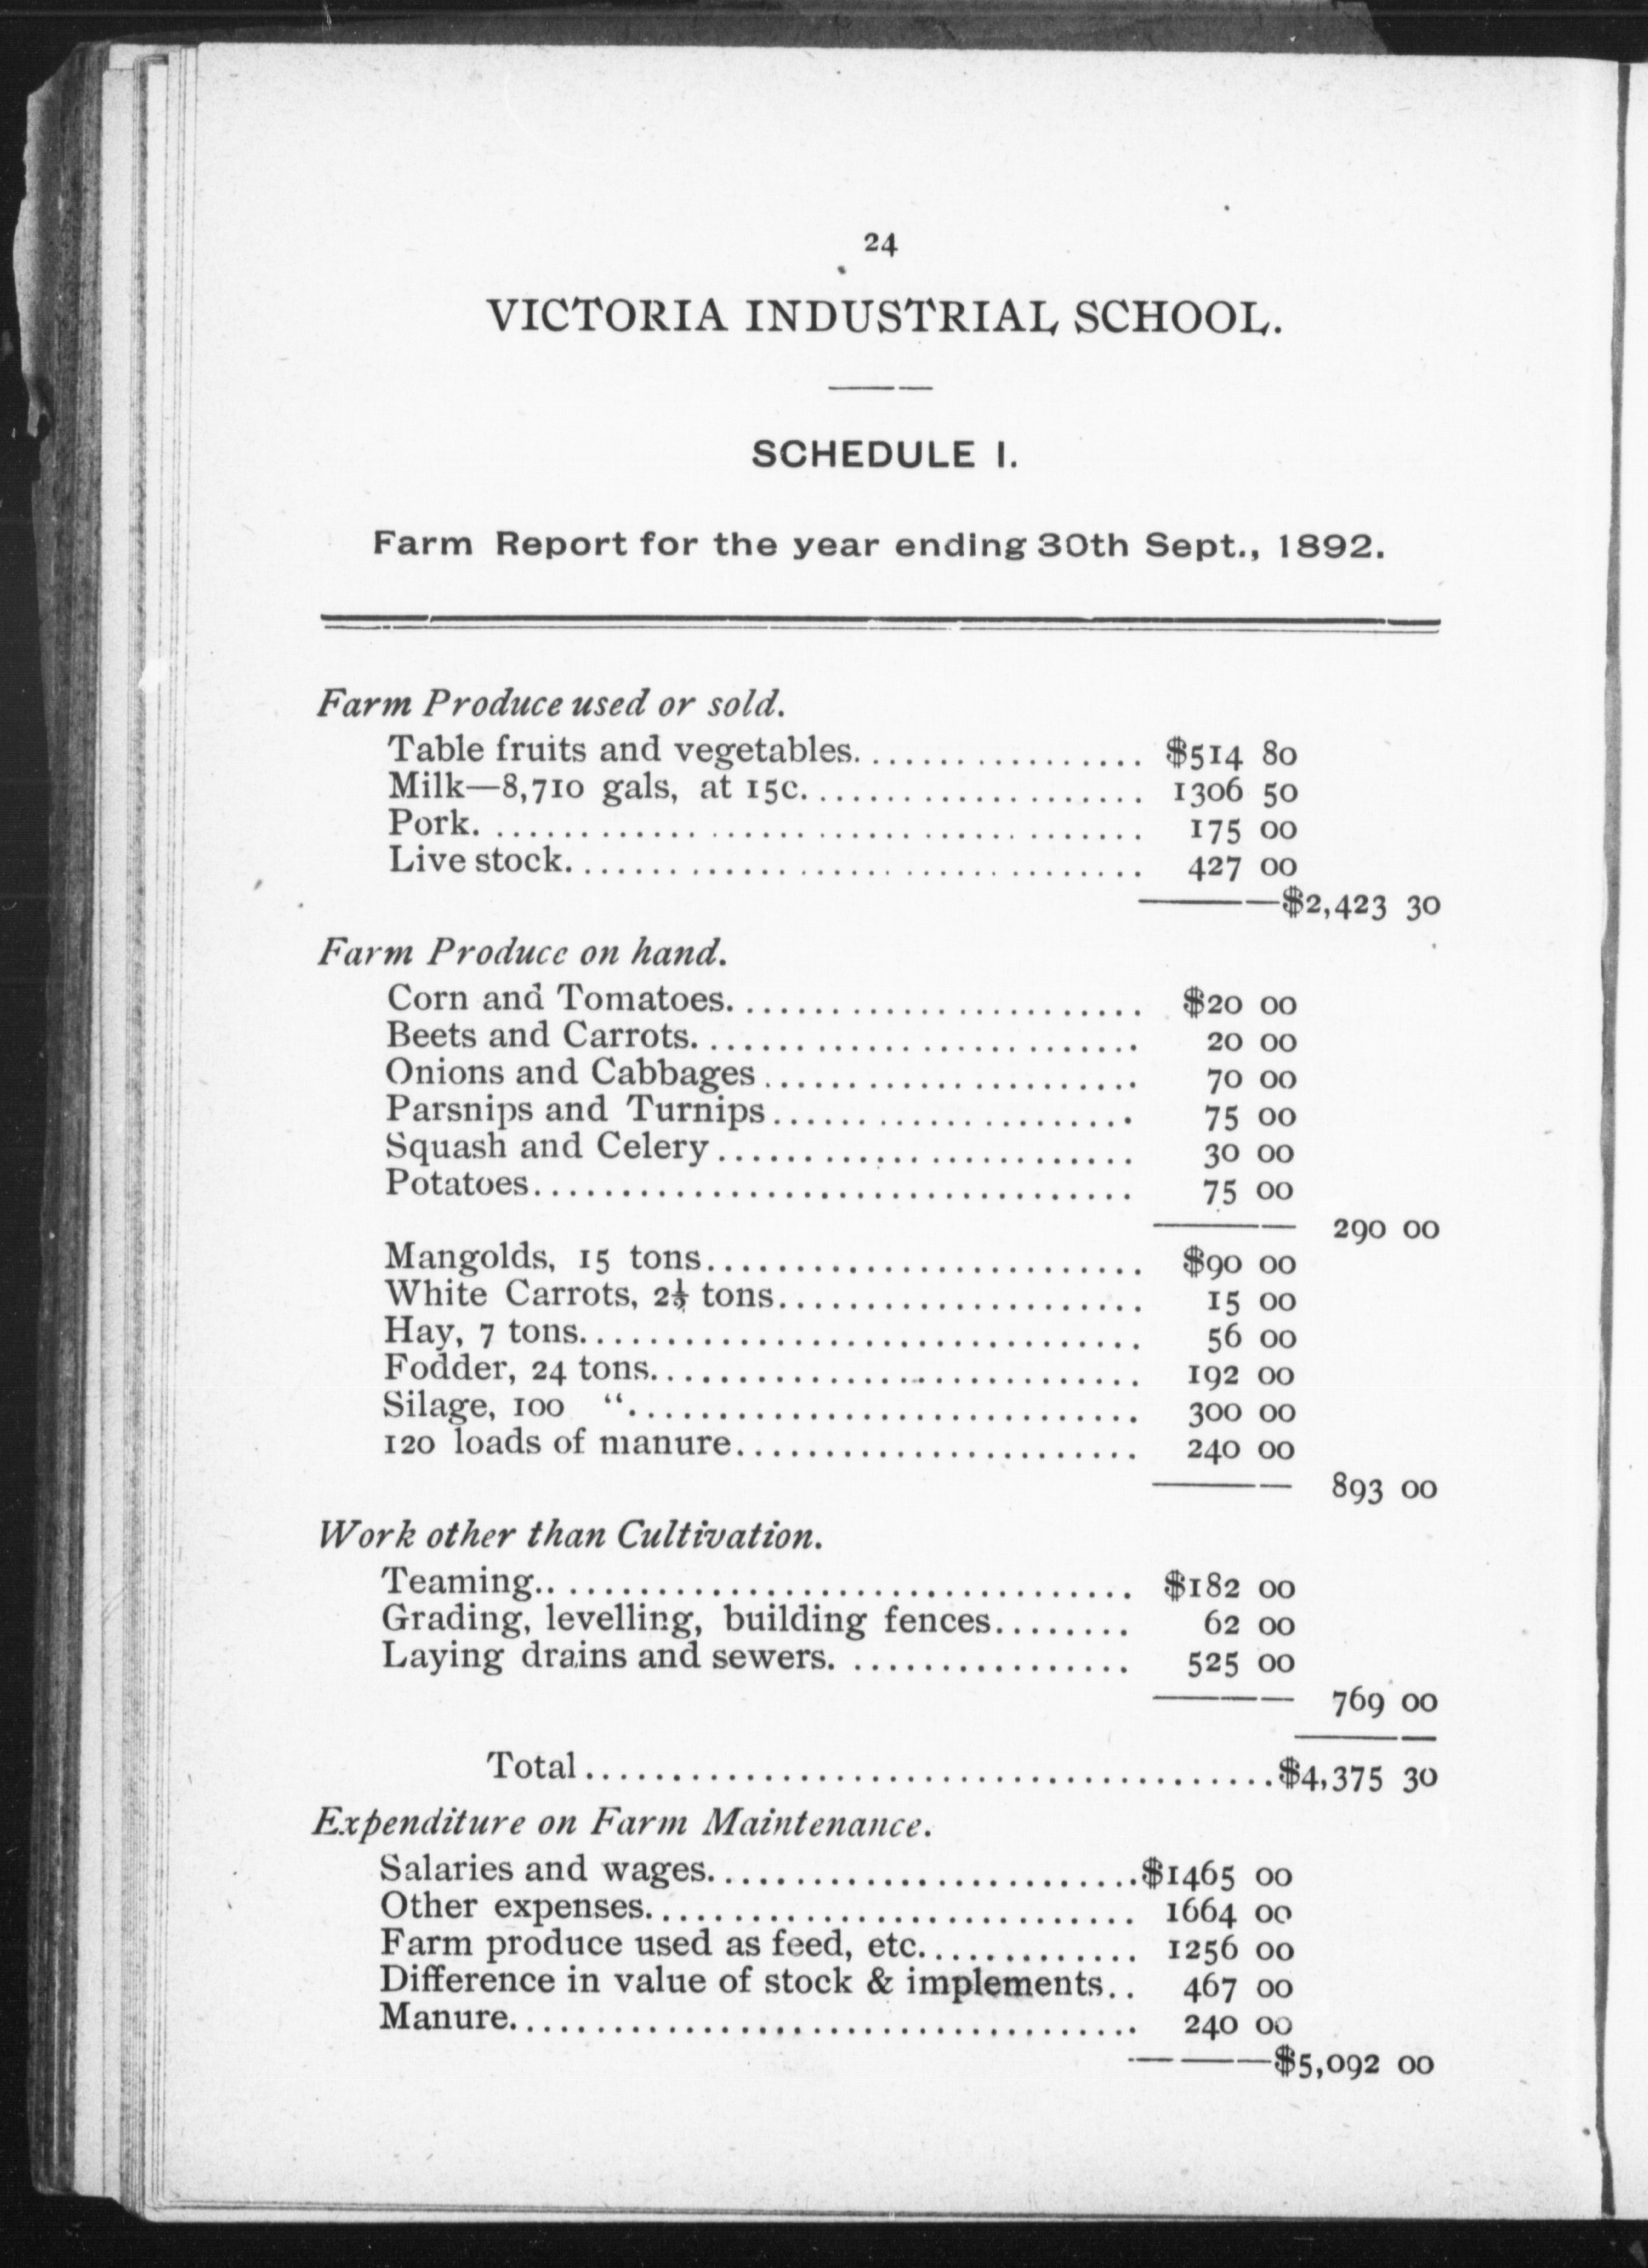 24
VICTORIA INDUSTRIAL SCHOOL.
SCHEDULE I.
Farm Report for the year ending 30th Sept., 1892.
Farm Produce used or sold.
Table fruits and vegetables. $514 80
Milk—8,710 gals, at 15c. 1306 50
Pork. 175 00
Live stock. 427 00
$2,423 30
Farm Produce on hand.
Corn and Tomatoes. $20 00
Beets and Carrots. 20 00
Onions and Cabbages 70 00
Parsnips and Turnips 75 00
Squash and Celery 30 00
Potatoes 75 00
290 00
Mangolds, 15 tons $90 00
White Carrots, tons 15 00
Hay, 7 tons. 56 00
Fodder, 24 tons. 192 00
Silage, 100 “ 300 00
120 loads of manure 240 00
893 00
Work other than Cultivation.
Teaming. $182 00
Grading, levelling, building fences 62 00
Laying drains and sewers. 525 00
769 00
Total $4,375 30
Expenditure on Farm Maintenance.
Salaries and wages. $1465 00
Other expenses. 1664 00
Farm produce used as feed, etc. 1256 00
Difference in value of stock & implements 467 00
Manure. 240 00
$5,092 00